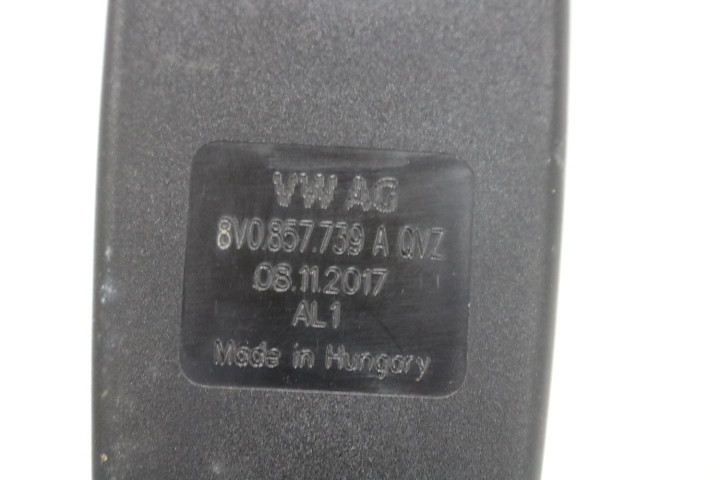 VW AG
8V0.857.739 A QVZ
08.11.2017
AL1
Made in Hungary